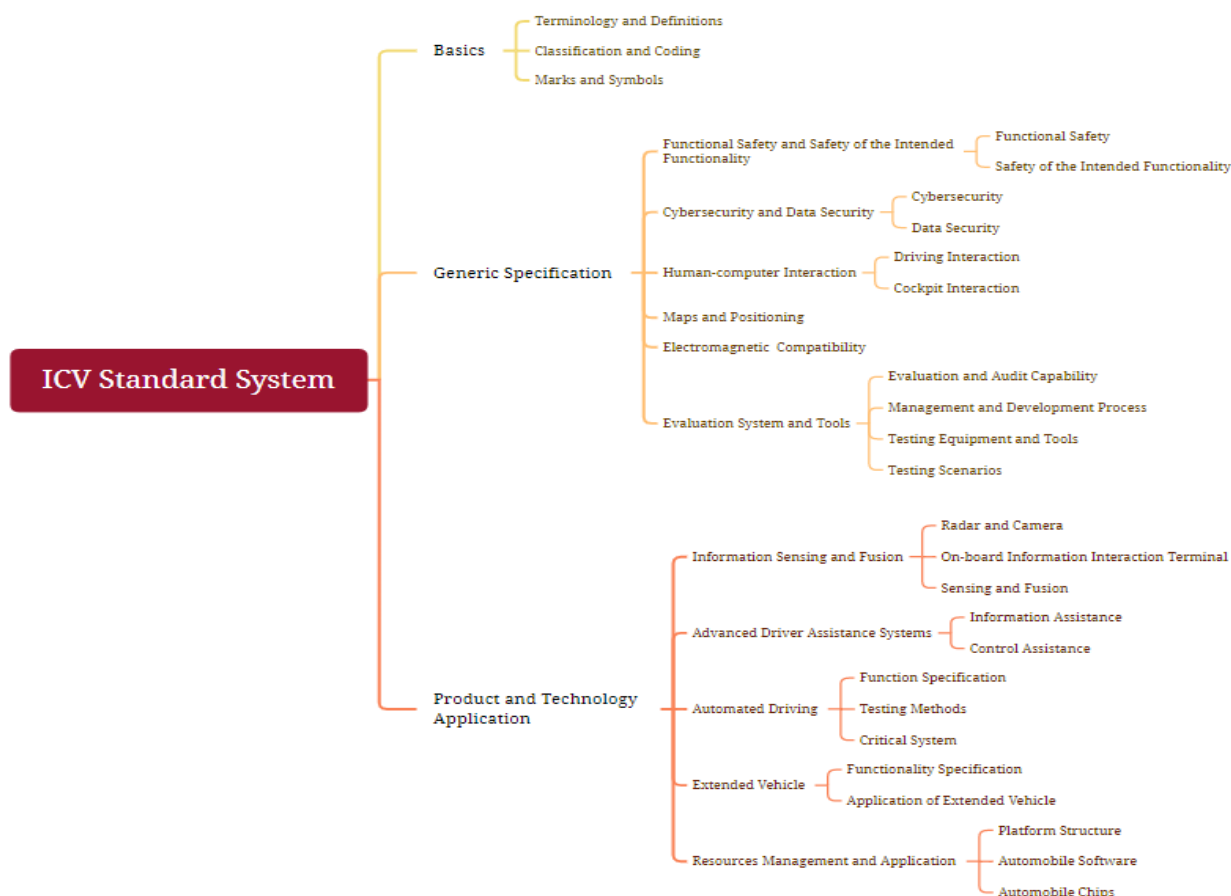 ICV Standard System
Basics
Terminology and Definitions
Classification and Coding
Marks and Symbols
Generic Specification
Functional Safety and Safety of the Intended
Functionality
Functional Safety
Safety of the Intended Functionality
Cybersecurity and Data Security
Cybersecurity
Data Security
Human-computer Interaction
Driving Interaction
Cockpit Interaction
Maps and Positioning
Electromagnetic Compatibility
Evaluation System and Tools
Evaluation and Audit Capability
Management and Development Process
Testing Equipment and Tools
Testing Scenarios
Product and Technology
Application
Information Sensing and Fusion
Radar and Camera
On-board Information Interaction Terminal
Sensing and Fusion
Advanced Driver Assistance Systems
Information Assistance
Control Assistance
Automated Driving
Function Specification
Testing Methods
Critical System
Extended Vehicle
Functionality Specification
Application of Extended Vehicle
Resources Management and Application
Platform Structure
Automobile Software
Automobile Chips